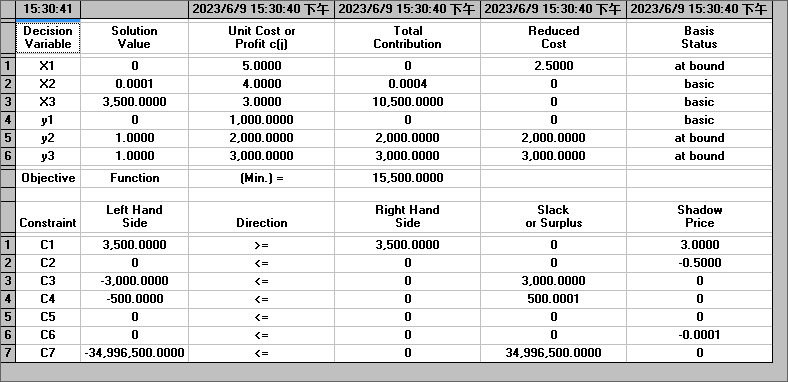 15:30:41 2023/6/9 15:30:40 下午 2023/6/9 15:30:40 下午 2023/6/9 15:30:40 下午 2023/6/9 15:30:40 下午
Decision Variable Solution Value Unit Cost or Profit c(j) Total Contribution Reduced Cost Basis Status
1 X1 0 5.0000 0 2.5000 at bound
2 X2 0.0001 4.0000 0.0004 0 basic
3 X3 3,500.0000 3.0000 10,500.0000 0 basic
4 y1 0 1,000.0000 0 0 basic
5 y2 1.0000 2,000.0000 2,000.0000 2,000.0000 at bound
6 y3 1.0000 3,000.0000 3,000.0000 3,000.0000 at bound
Objective Function (Min.) = 15,500.0000
Constraint Left Hand Side Direction Right Hand Side Slack or Surplus Shadow Price
1 C1 3,500.0000 >= 3,500.0000 0 3.0000
2 C2 0 <= 0 0 -0.5000
3 C3 -3,000.0000 <= 0 3,000.0000 0
4 C4 -500.0000 <= 0 500.0001 0
5 C5 0 <= 0 0 0
6 C6 0 <= 0 0 -0.0001
7 C7 -34,996,500.0000 <= 0 34,996,500.0000 0